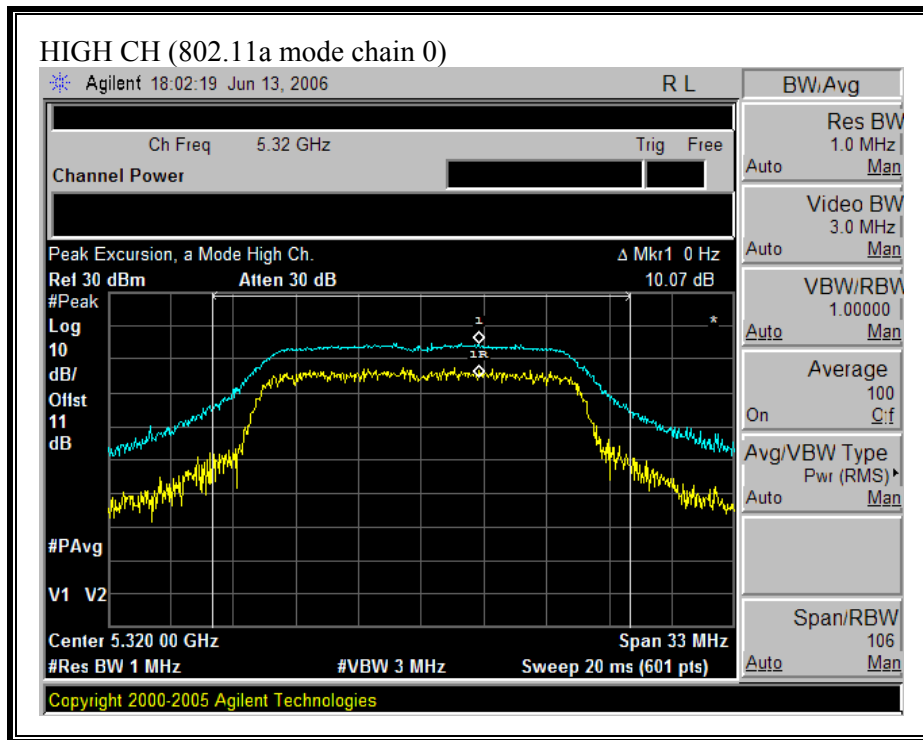 HIGH CH (802.11a mode chain 0)
Agilent 18:02:19 Jun 13, 2006 R L
BW/Avg
Ch Freq 5.32 GHz Trig Free
Channel Power
Peak Excursion, a Mode High Ch. Δ Mkr1 0 Hz
Ref 30 dBm Atten 30 dB 10.07 dB
#Peak
Log
10
dB/
Offst
11
dB
1
1R
*
#PAvg
V1 V2
Center 5.320 00 GHz Span 33 MHz
#Res BW 1 MHz #VBW 3 MHz Sweep 20 ms (601 pts)
Copyright 2000-2005 Agilent Technologies
Res BW
1.0 MHz
Auto Man
Video BW
3.0 MHz
Auto Man
VBW/RBW
1.00000
Auto Man
Average
100
On
Avg/VBW Type
Pwr (RMS)
Auto Man
Span/RBW
106
Auto Man